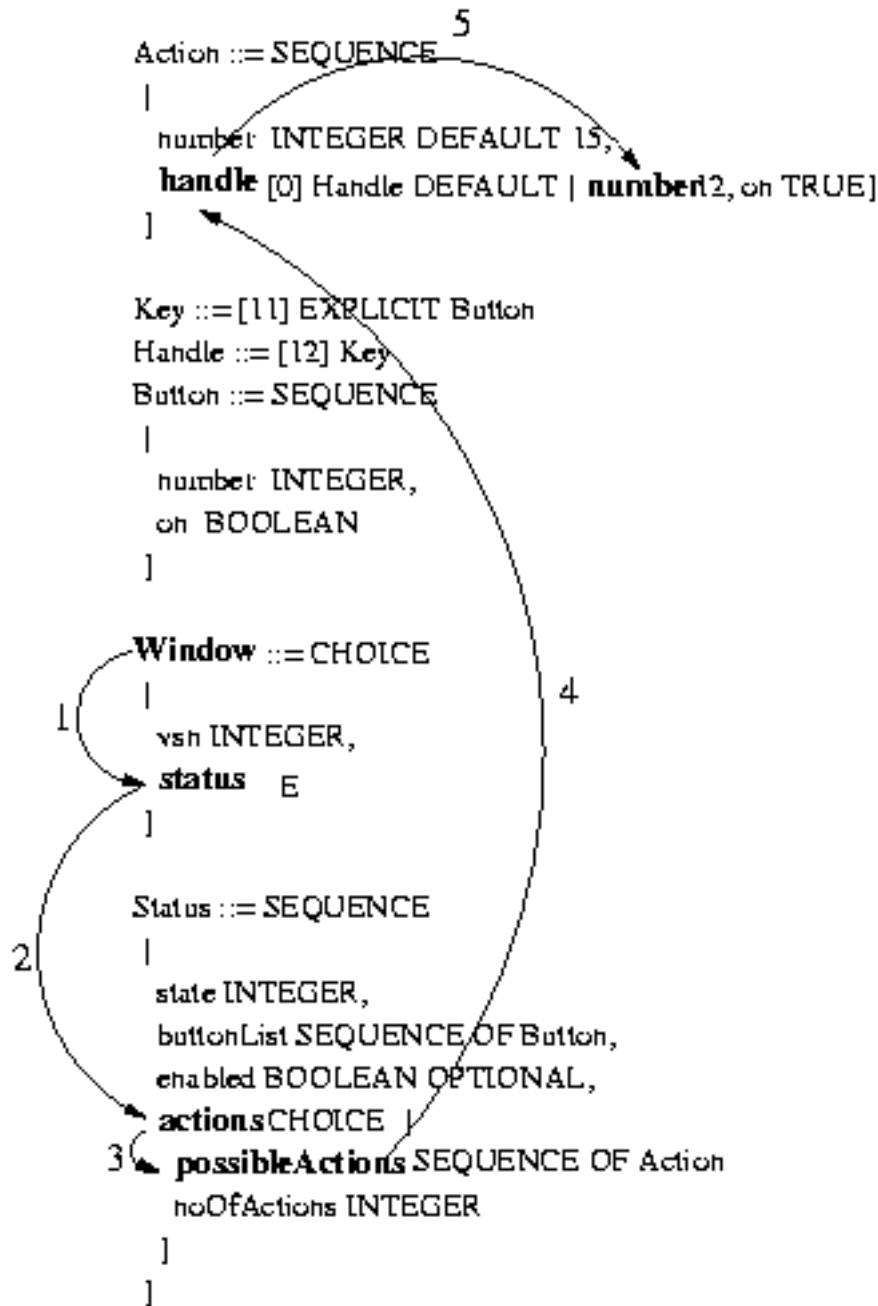 5
Action ::= SEQUENCE
|
number INTEGER DEFAULT 15,
handle [0] Handle DEFAULT | number12, on TRUE]
]
Key ::= [11] EXPLICIT Button
Handle ::= [12] Key
Button ::= SEQUENCE
|
number INTEGER,
on BOOLEAN
]
Window ::= CHOICE
4
|
1
vsn INTEGER,
status E
]
Status ::= SEQUENCE
|
2
state INTEGER,
buttonList SEQUENCE OF Button,
enabled BOOLEAN OPTIONAL,
actions CHOICE |
3 possibleActions SEQUENCE OF Action
noOfActions INTEGER
]
]